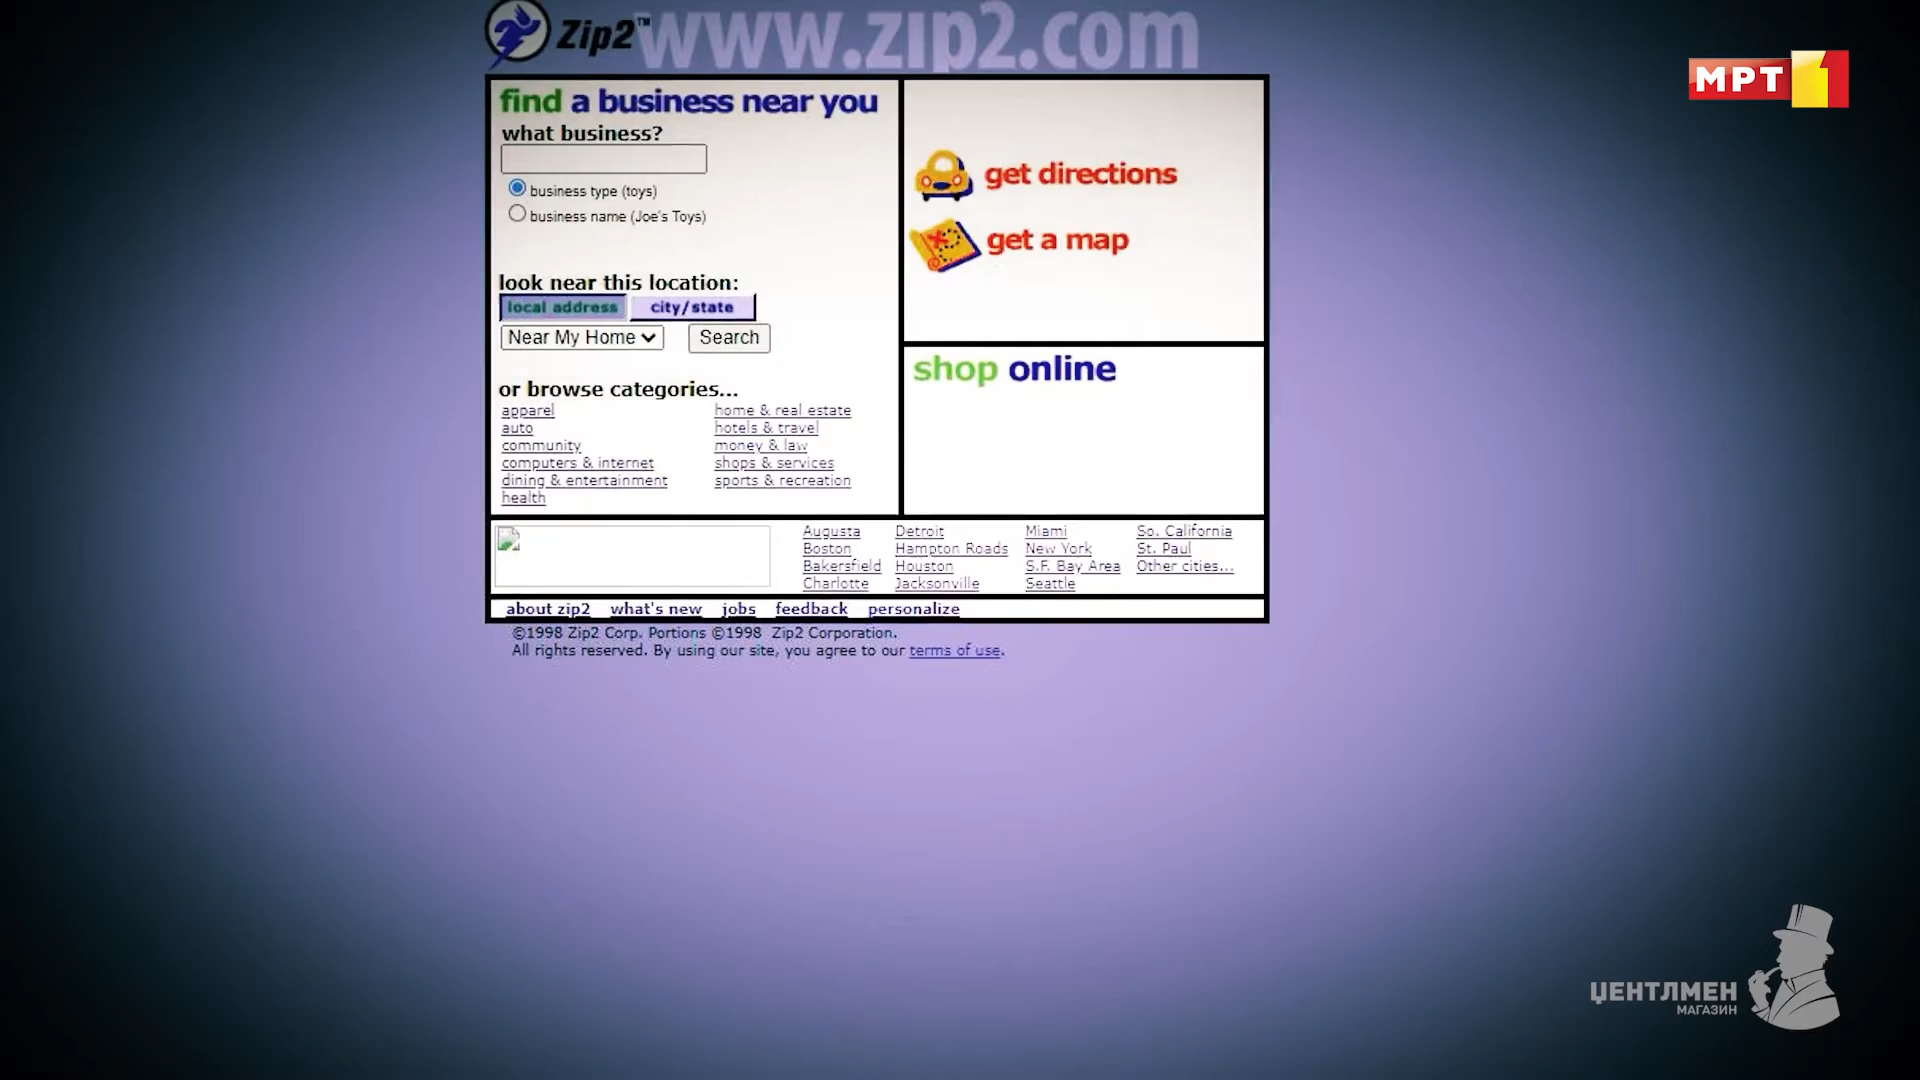 Zip2™
www.zip2.com
МРТ 1
find a business near you
what business?
business type (toys)
business name (Joe's Toys)
look near this location:
local address city/state
Near My Home Search
or browse categories...
apparel
auto
community
computers & internet
dining & entertainment
health
home & real estate
hotels & travel
money & law
shops & services
sports & recreation
get directions
get a map
shop online
Augusta Detroit Miami So. California
Boston Hampton Roads New York St. Paul
Bakersfield Houston S.F. Bay Area Other cities...
Charlotte Jacksonville Seattle
about zip2 what's new jobs feedback personalize
©1998 Zip2 Corp. Portions ©1998 Zip2 Corporation.
All rights reserved. By using our site, you agree to our terms of use.
ЏЕНТЛМЕН
МАГАЗИН